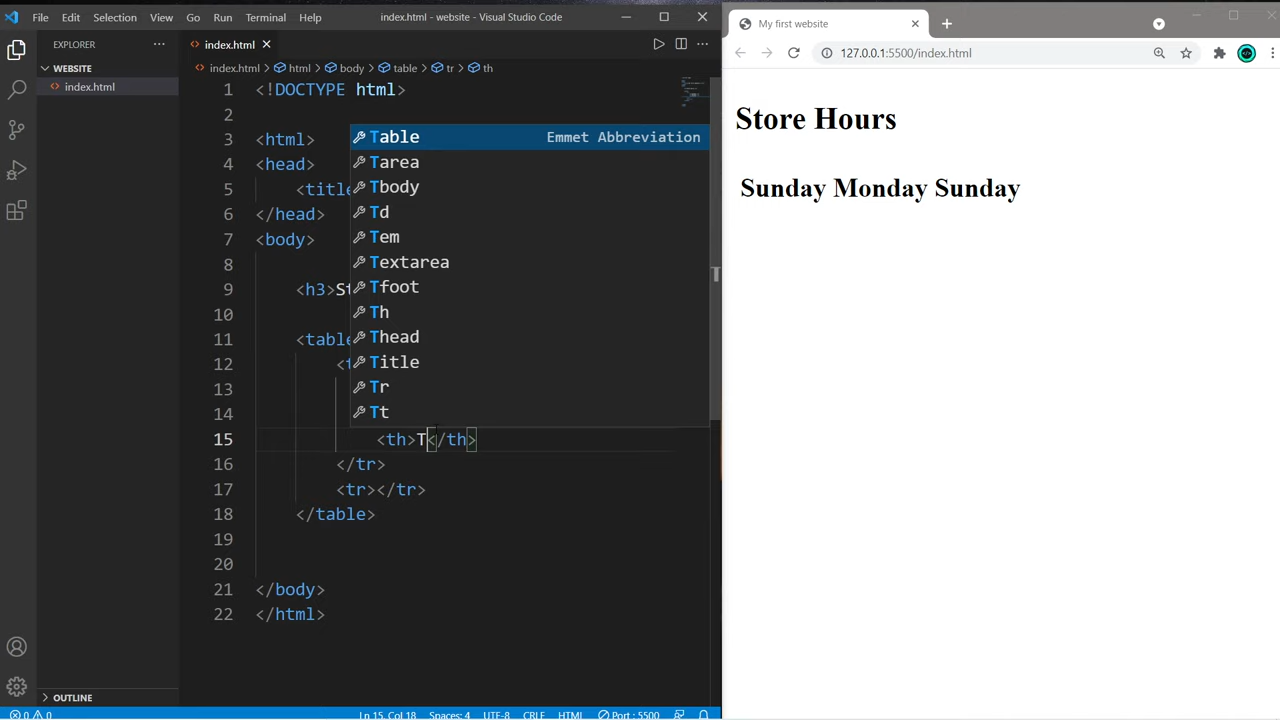 File Edit Selection View Go Run Terminal Help index.html - website - Visual Studio Code
EXPLORER
WEBSITE
index.html
OUTLINE
index.html
index.html > html > body > table > tr > th
1 <!DOCTYPE html>
2
3 <html>
4 <head>
5 <title
6 </head>
7 <body>
8
9 <h3>St
10
11 <table
12 <t
13
14
15 <th>T</th>
16 </tr>
17 <tr></tr>
18 </table>
19
20
21 </body>
22 </html>
Table Emmet Abbreviation
Tarea
Tbody
Td
Tem
Textarea
Tfoot
Th
Thead
Title
Tr
Tt
0 0 Ln 15, Col 18 Spaces: 4 UTF-8 CRLF HTML Port : 5500
My first website
127.0.0.1:5500/index.html
Store Hours
Sunday Monday Sunday